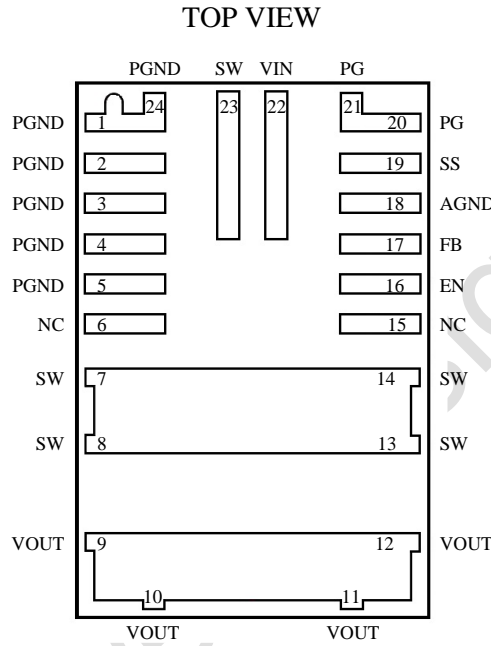 TOP VIEW
PGND SW VIN PG
24 23 22 21
PGND 1 20 PG
PGND 2 19 SS
PGND 3 18 AGND
PGND 4 17 FB
PGND 5 16 EN
NC 6 15 NC
SW 7 14 SW
SW 8 13 SW
VOUT 9 12 VOUT
10 11
VOUT VOUT